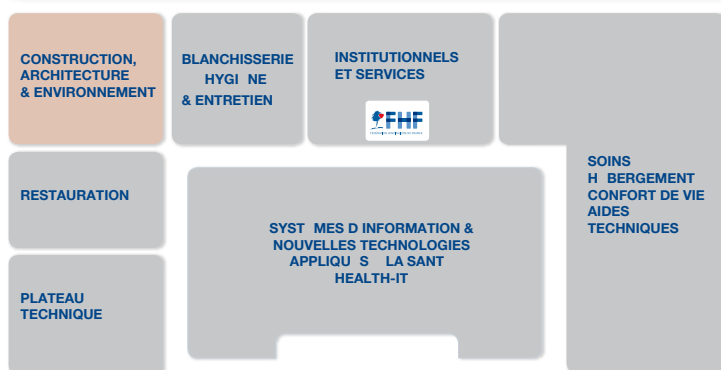 CONSTRUCTION,
ARCHITECTURE
& ENVIRONNEMENT
BLANCHISSERIE
HYGI NE
& ENTRETIEN
INSTITUTIONNELS
ET SERVICES
FHF
RESTAURATION
SYST MES D INFORMATION &
NOUVELLES TECHNOLOGIES
APPLIQU S LA SANT
HEALTH-IT
SOINS
H BERGEMENT
CONFORT DE VIE
AIDES
TECHNIQUES
PLATEAU
TECHNIQUE